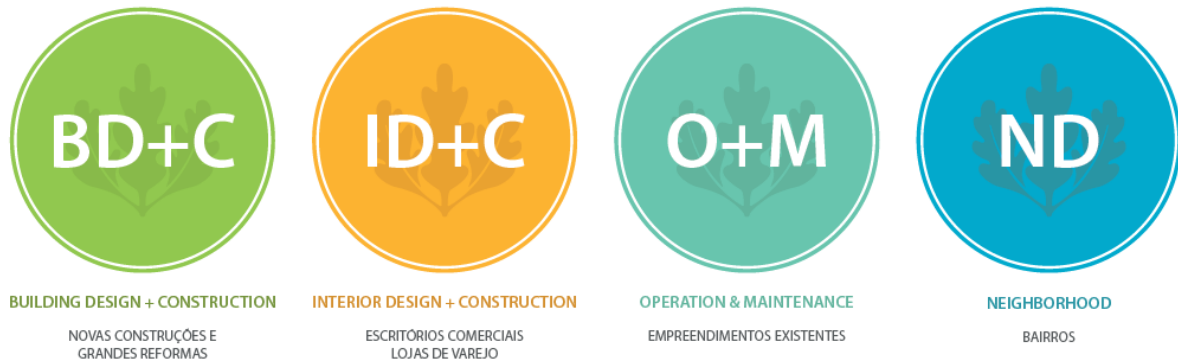 BD+C
ID+C
O+M
ND
BUILDING DESIGN + CONSTRUCTION
NOVAS CONSTRUÇÕES E
GRANDES REFORMAS
INTERIOR DESIGN + CONSTRUCTION
ESCRITÓRIOS COMERCIAIS
LOJAS DE VAREJO
OPERATION & MAINTENANCE
EMPREENDIMENTOS EXISTENTES
NEIGHBORHOOD
BAIRROS